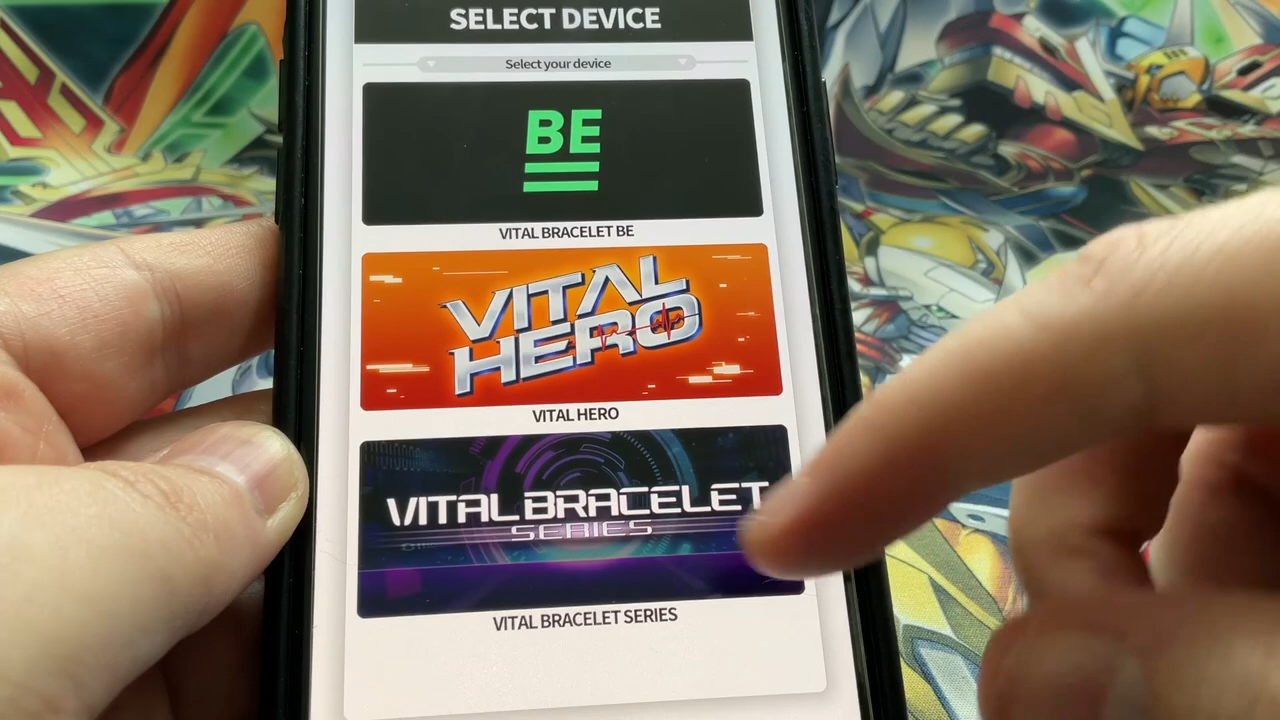 SELECT DEVICE
Select your device
BE
VITAL BRACELET BE
VITAL
HERO
VITAL HERO
VITAL BRACELET
SERIES
VITAL BRACELET SERIES